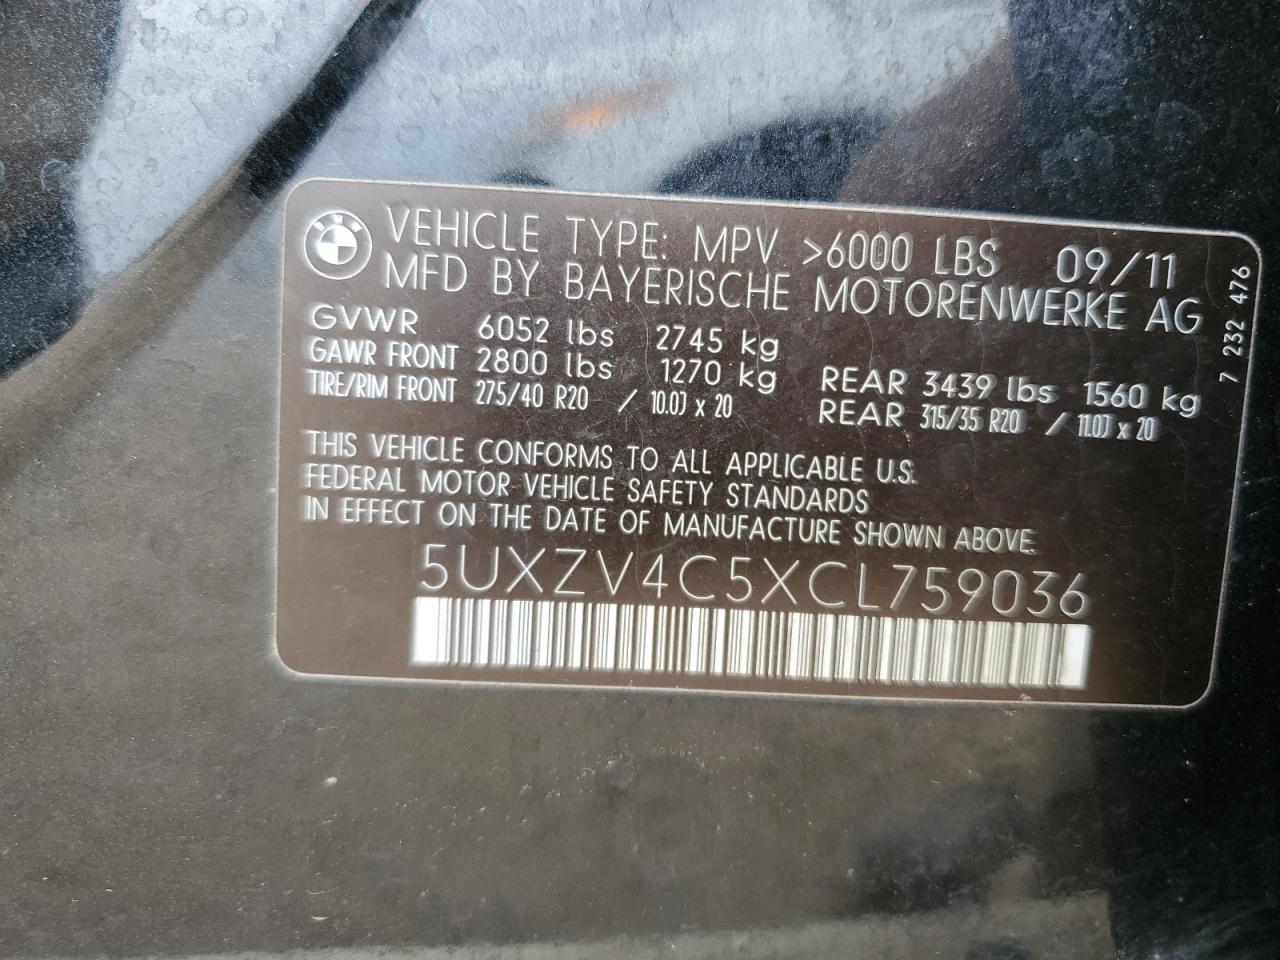 VEHICLE TYPE: MPV >6000 LBS 09/11
MFD BY BAYERISCHE MOTORENWERKE AG
GVWR 6052 lbs 2745 kg
GAWR FRONT 2800 lbs 1270 kg REAR 3439 lbs 1560 kg
TIRE/RIM FRONT 275/40 R20 / 10.0J x 20 REAR 315/35 R20 / 11.0J x 20
THIS VEHICLE CONFORMS TO ALL APPLICABLE U.S.
FEDERAL MOTOR VEHICLE SAFETY STANDARDS
IN EFFECT ON THE DATE OF MANUFACTURE SHOWN ABOVE.
5UXZV4C5XCL759036
7 232 476